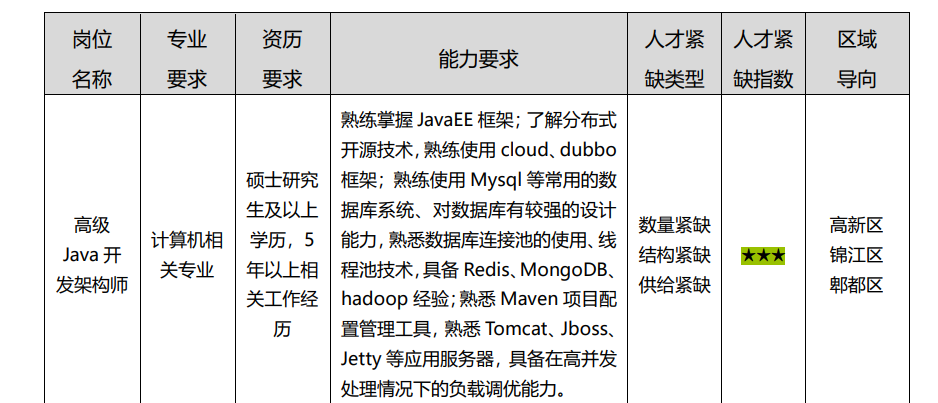 岗位
名称
专业
要求
资历
要求
能力要求
人才紧
缺类型
人才紧
缺指数
区域
导向
高级
Java 开
发架构师
计算机相
关专业
硕士研究
生及以上
学历，5
年以上相
关工作经
历
熟练掌握 JavaEE 框架；了解分布式
开源技术，熟练使用 cloud、dubbo
框架；熟练使用 Mysql 等常用的数
据库系统、对数据库有较强的设计
能力，熟悉数据库连接池的使用、线
程池技术，具备 Redis、MongoDB、
hadoop 经验；熟悉 Maven 项目配
置管理工具，熟悉 Tomcat、Jboss、
Jetty 等应用服务器，具备在高并发
处理情况下的负载调优能力。
数量紧缺
结构紧缺
供给紧缺
★★★
高新区
锦江区
郫都区